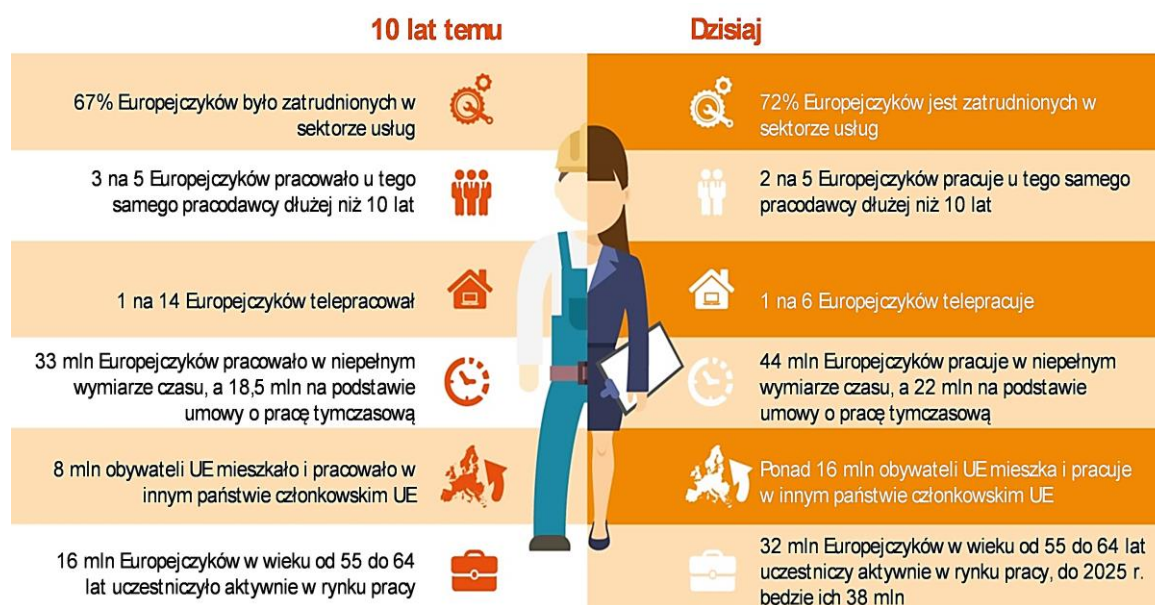 10 lat temu
Dzisiaj
67% Europejczyków było zatrudnionych w
sektorze usług
72% Europejczyków jest zatrudnionych w
sektorze usług
3 na 5 Europejczyków pracowało u tego
samego pracodawcy dłużej niż 10 lat
2 na 5 Europejczyków pracuje u tego samego
pracodawcy dłużej niż 10 lat
1 na 14 Europejczyków telepracował
1 na 6 Europejczyków telepracuje
33 mln Europejczyków pracowało w niepełnym
wymiarze czasu, a 18,5 mln na podstawie
umowy o pracę tymczasową
44 mln Europejczyków pracuje w niepełnym
wymiarze czasu, a 22 mln na podstawie
umowy o pracę tymczasową
8 mln obywateli UE mieszkało i pracowało w
innym państwie członkowskim UE
Ponad 16 mln obywateli UE mieszka i pracuje
w innym państwie członkowskim UE
16 mln Europejczyków w wieku od 55 do 64
lat uczestniczyło aktywnie w rynku pracy
32 mln Europejczyków w wieku od 55 do 64 lat
uczestniczy aktywnie w rynku pracy, do 2025 r.
bedzie ich 38 mln